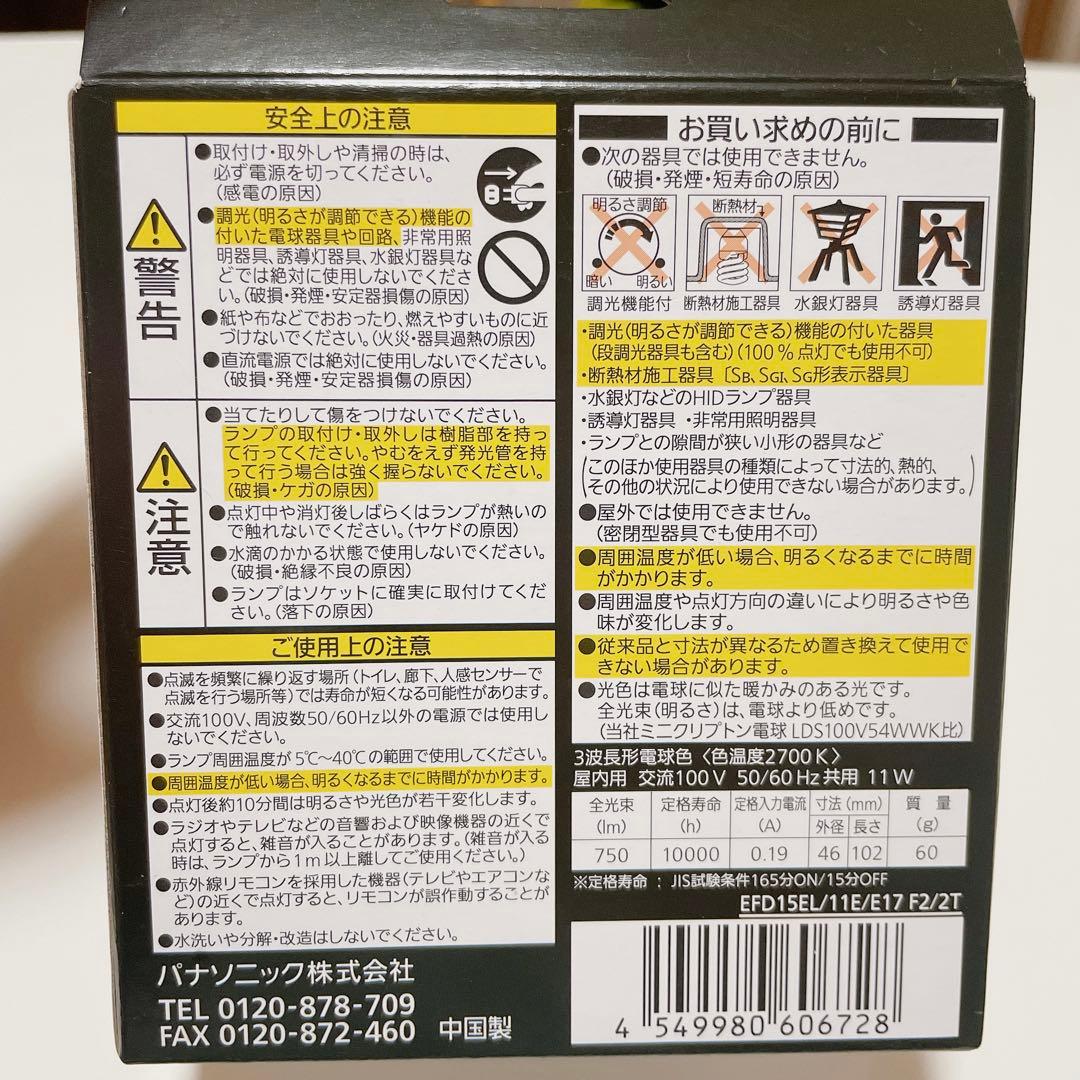 安全上の注意
警告
●取付け・取外しや清掃の時は、
必ず電源を切ってください。
(感電の原因)
●調光(明るさが調節できる)機能の
付いた電球器具や回路、非常用照
明器具、誘導灯器具、水銀灯器具な
どでは絶対に使用しないでくださ
い。(破損・発煙・安定器損傷の原因)
●紙や布などでおおったり、燃えやすいものに近
づけないでください。(火災・器具過熱の原因)
●直流電源では絶対に使用しないでください。
(破損・発煙・安定器損傷の原因)
注意
●当てたりして傷をつけないでください。
ランプの取付け・取外しは樹脂部を持っ
て行ってください。やむをえず発光管を持
って行う場合は強く握らないでください。
(破損・ケガの原因)
●点灯中や消灯後しばらくはランプが熱いの
で触れないでください。(ヤケドの原因)
●水滴のかかる状態で使用しないでください。
(破損・絶縁不良の原因)
●ランプはソケットに確実に取付けてくだ
さい。(落下の原因)
ご使用上の注意
●点滅を頻繁に繰り返す場所(トイレ、廊下、人感センサーで
点滅を行う場所等)では寿命が短くなる可能性があります。
●交流100V、周波数50/60Hz以外の電源では使用し
ないでください。
●ランプ周囲温度が5℃〜40℃の範囲で使用してください。
●周囲温度が低い場合、明るくなるまでに時間がかかります。
●点灯後約10分間は明るさや光色が若干変化します。
●ラジオやテレビなどの音響および映像機器の近くで
点灯すると、雑音が入ることがあります。(雑音が入る
時は、ランプから1m以上離してご使用ください。)
●赤外線リモコンを採用した機器(テレビやエアコンな
ど)の近くで点灯すると、リモコンが誤作動することが
あります。
●水洗いや分解・改造はしないでください。
パナソニック株式会社
TEL 0120-878-709
FAX 0120-872-460 中国製
お買い求めの前に
●次の器具では使用できません。
(破損・発煙・短寿命の原因)
明るさ調節
暗い 明るい
断熱材
調光機能付 断熱材施工器具 水銀灯器具 誘導灯器具
・調光(明るさが調節できる)機能の付いた器具
(段調光器具も含む)(100%点灯でも使用不可)
・断熱材施工器具〔SB、SGI、SG形表示器具〕
・水銀灯などのHIDランプ器具
・誘導灯器具 ・非常用照明器具
・ランプとの隙間が狭い小形の器具など
(このほか使用器具の種類によって寸法的、熱的、
その他の状況により使用できない場合があります。)
●屋外では使用できません。
(密閉型器具でも使用不可)
●周囲温度が低い場合、明るくなるまでに時間
がかかります。
●周囲温度や点灯方向の違いにより明るさや色
味が変化します。
●従来品と寸法が異なるため置き換えて使用で
きない場合があります。
●光色は電球に似た暖かみのある光です。
全光束(明るさ)は、電球より低めです。
(当社ミニクリプトン電球 LDS100V54WWK比)
3波長形電球色〈色温度2700K〉
屋内用 交流100V 50/60Hz共用 11W
全光束 (lm) 定格寿命 (h) 定格入力電流 (A) 寸法(mm) 外径 長さ 質量 (g)
750 10000 0.19 46 102 60
※定格寿命:JIS試験条件165分ON/15分OFF
EFD15EL/11E/E17 F2/2T
4 549980 606728